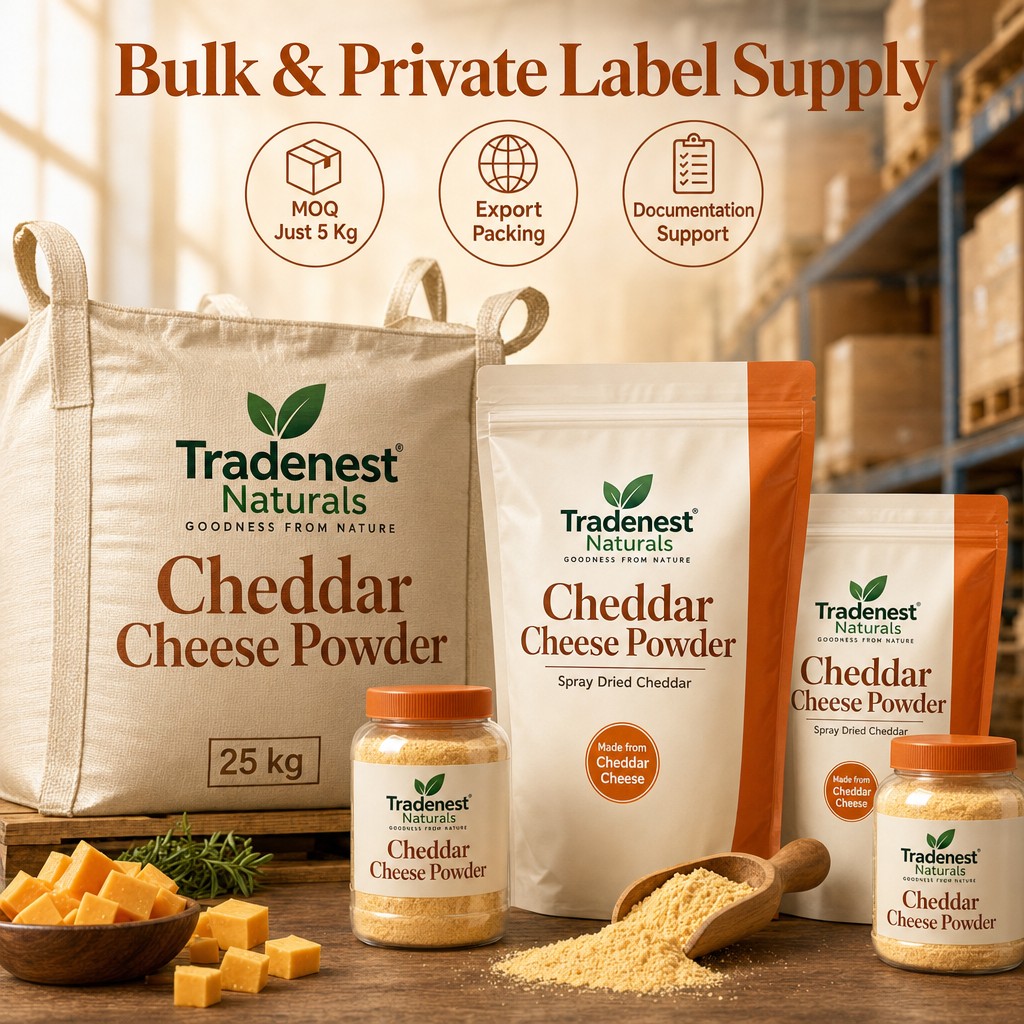 Bulk & Private Label Supply
MOQ
Just 5 Kg
Export
Packing
Documentation
Support
Tradenest®
Naturals
GOODNESS FROM NATURE
Cheddar
Cheese Powder
25 kg
Tradenest®
Naturals
GOODNESS FROM NATURE
Cheddar
Cheese Powder
Spray Dried Cheddar
Made from
Cheddar
Cheese
Tradenest®
Naturals
GOODNESS FROM NATURE
Cheddar
Cheese Powder
Spray Dried Cheddar
Made from
Cheddar
Cheese
Tradenest®
Naturals
GOODNESS FROM NATURE
Cheddar
Cheese Powder
Tradenest®
Naturals
GOODNESS FROM NATURE
Cheddar
Cheese Powder